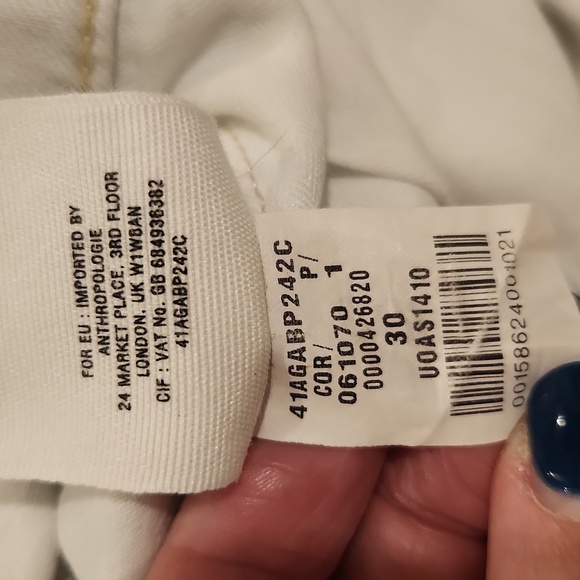 FOR EU : IMPORTED BY
ANTHROPOLOGIE
24 MARKET PLACE, 3RD FLOOR
LONDON, UK W1W8AN
CIF : VAT No. GB 684936382
41AGABP242C
41AGABP242C
COR/ P/
061070 1
0000426820
30
UOAS1410
001586240001021